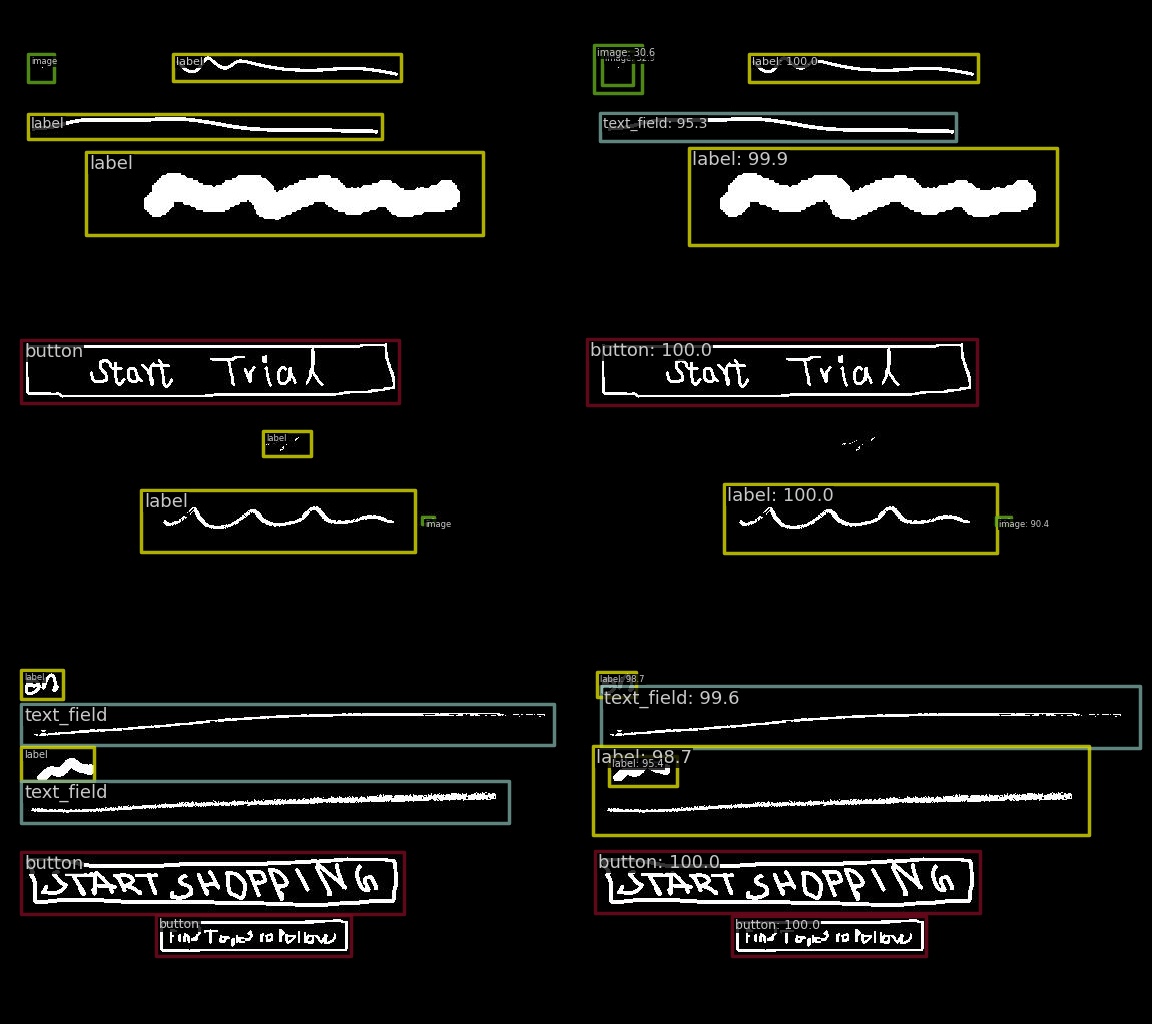 image label image: 30.6 label: 100.0
label text_field: 95.3
label label: 99.9
button button: 100.0
Start Trial Start Trial
label
label label: 100.0
image image: 90.4
label label: 98.7
on
text_field text_field: 99.6
label label: 98.7
label: 95.4
text_field
button button: 100.0
START SHOPPING START SHOPPING
button button: 100.0
Find Topics to Follow Find Topics to Follow